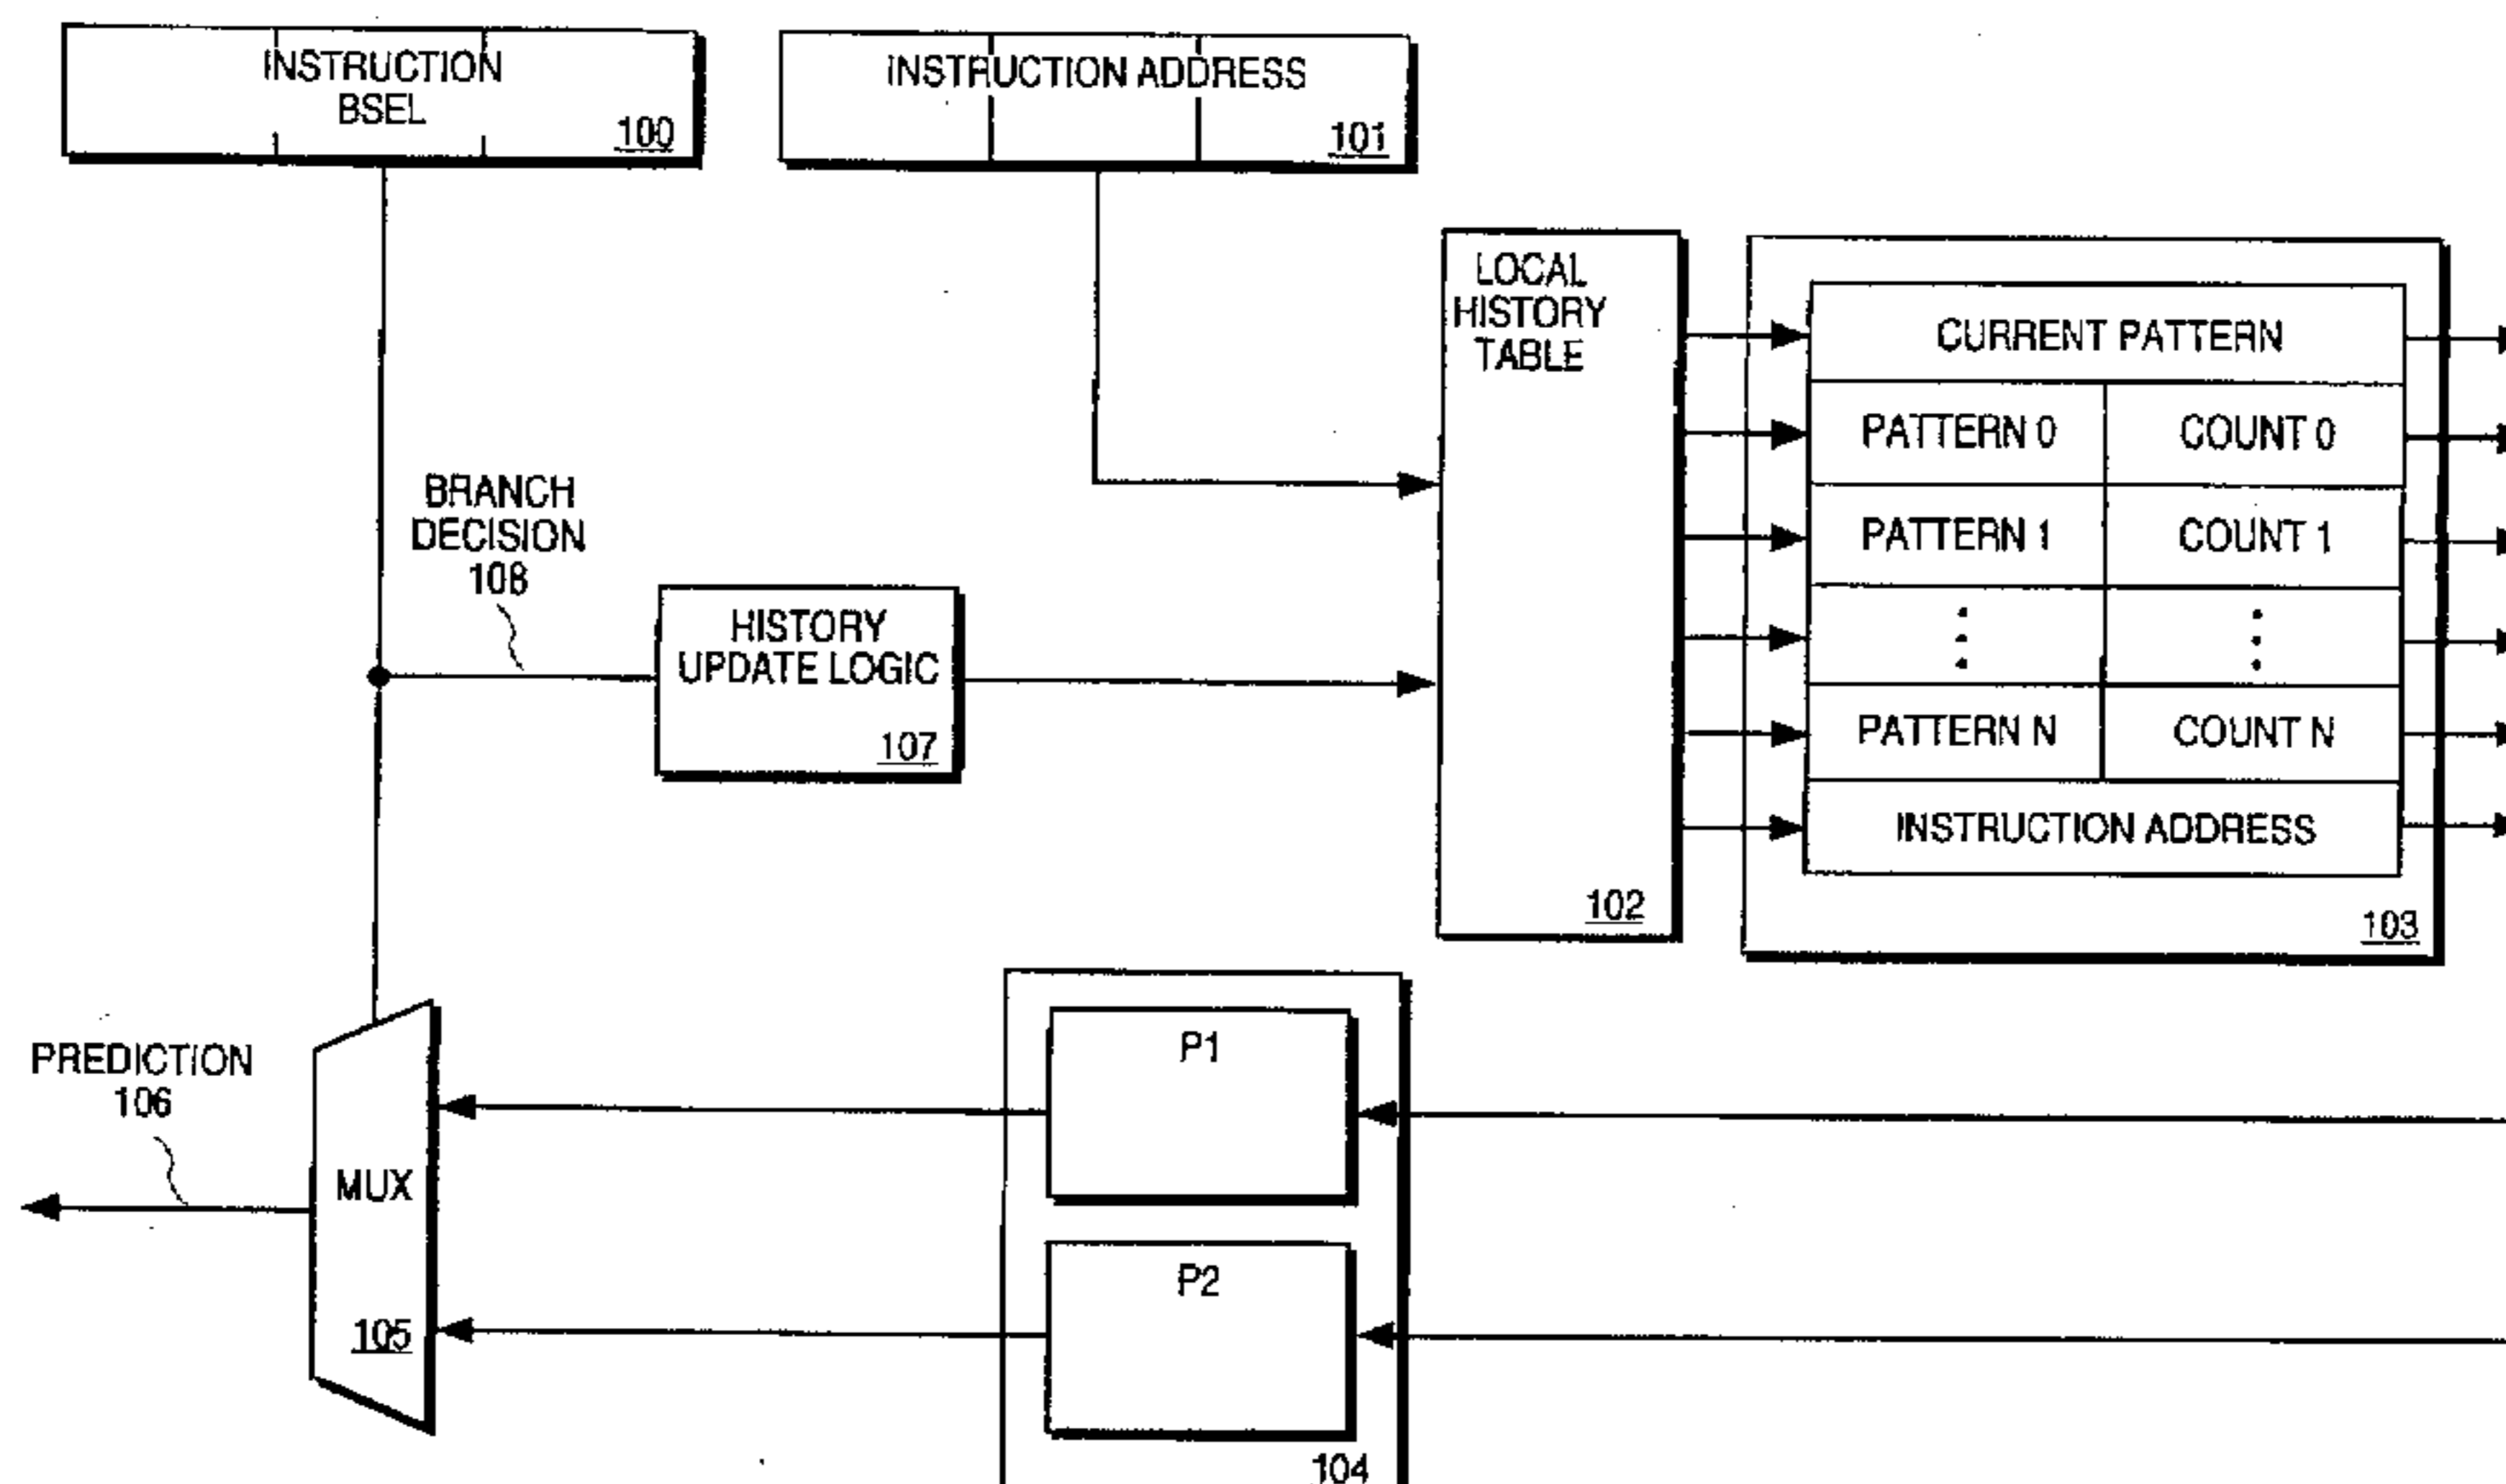 INSTRUCTION
BSEL
100
INSTRUCTION ADDRESS
101
LOCAL
HISTORY
TABLE
102
CURRENT PATTERN
PATTERN 0
COUNT 0
PATTERN 1
COUNT 1
PATTERN N
COUNT N
INSTRUCTION ADDRESS
103
BRANCH
DECISION
108
HISTORY
UPDATE LOGIC
107
PREDICTION
106
MUX
105
P1
P2
104